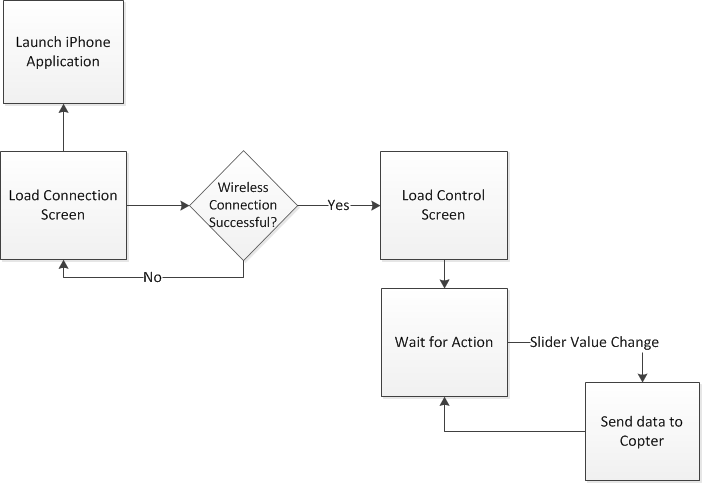 Launch iPhone
Application
Load Connection
Screen
Wireless
Connection
Successful?
Yes
Load Control
Screen
No
Wait for Action
Slider Value Change
Send data to
Copter